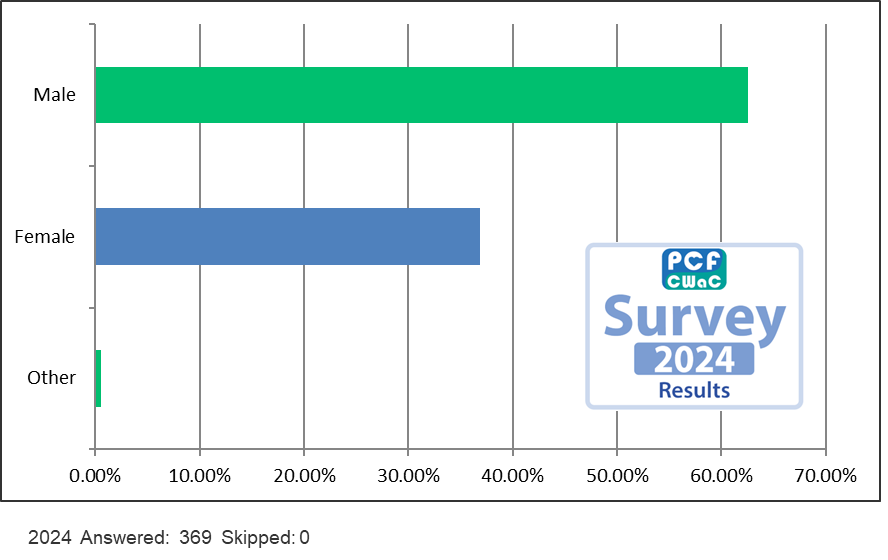 Male
Female
Other
0.00% 10.00% 20.00% 30.00% 40.00% 50.00% 60.00% 70.00%
PCF
CWaC
Survey
2024
Results
2024 Answered: 369 Skipped: 0